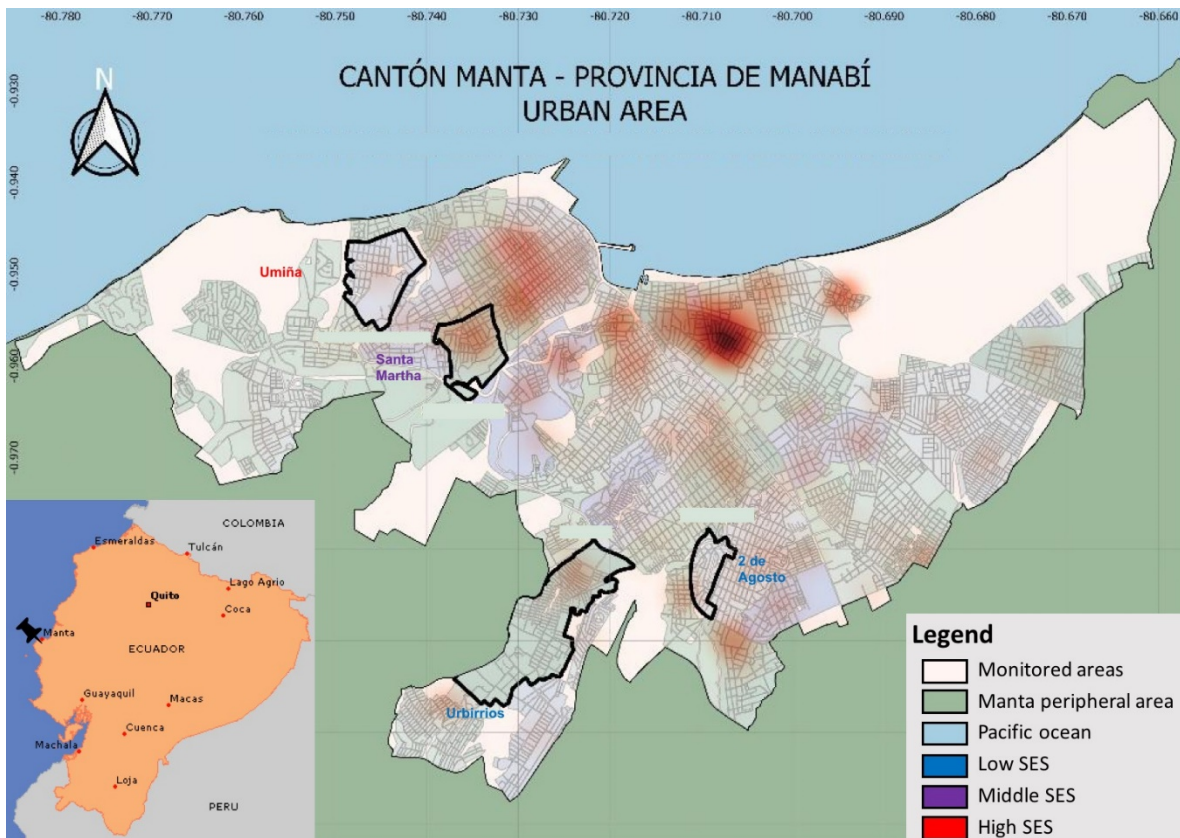 -80.780 -80.770 -80.760 -80.750 -80.740 -80.730 -80.720 -80.710 -80.700 -80.690 -80.680 -80.670 -80.660
-0.930
-0.940
-0.950
-0.960
-0.970
N
CANTÓN MANTA - PROVINCIA DE MANABÍ
URBAN AREA
Umiña
Santa
Martha
2 de
Agosto
Urbirrios
COLOMBIA
Esmeraldas
Tulcán
Lago Agrio
Quito
Coca
Manta
ECUADOR
Guayaquil
Macas
Cuenca
Machala
Loja
PERU
Legend
Monitored areas
Manta peripheral area
Pacific ocean
Low SES
Middle SES
High SES